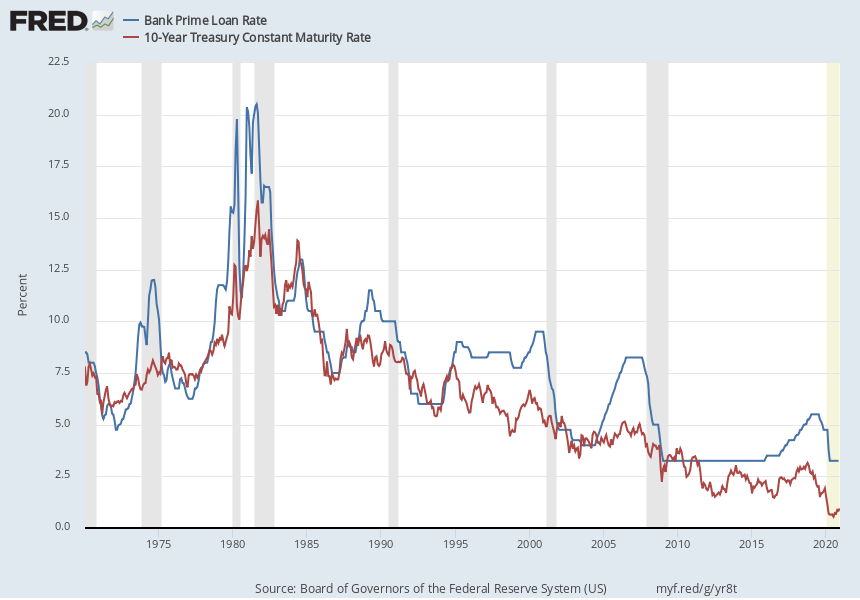 FRED
Bank Prime Loan Rate
10-Year Treasury Constant Maturity Rate
22.5
20.0
17.5
15.0
12.5
10.0
7.5
5.0
2.5
0.0
Percent
1975 1980 1985 1990 1995 2000 2005 2010 2015 2020
Source: Board of Governors of the Federal Reserve System (US) myf.red/g/yr8t